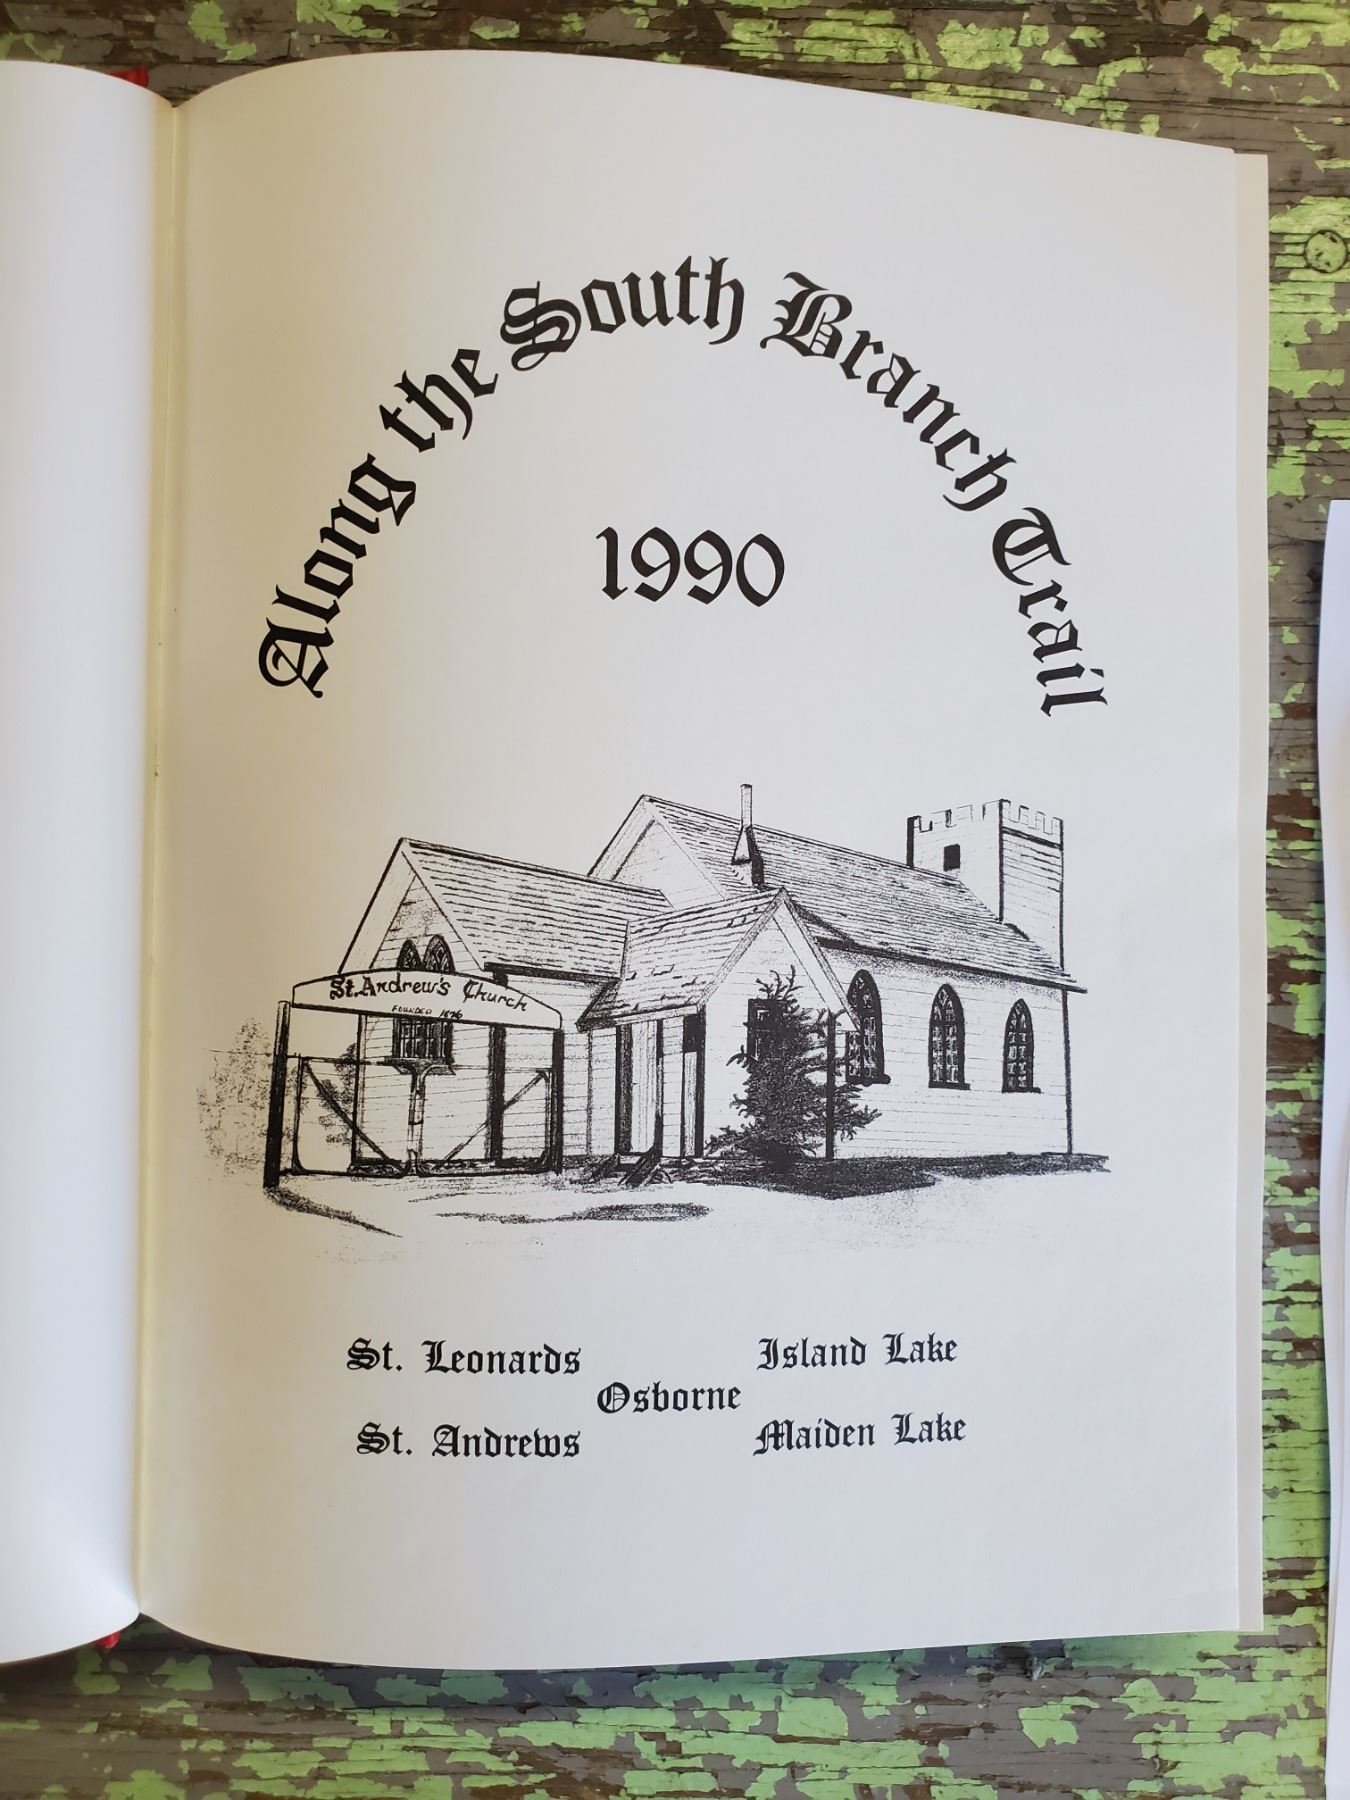 Along the South Branch Trail
1990
St. Andrew's Church
FOUNDED
St. Leonards
Island Lake
Osborne
St. Andrews
Maiden Lake